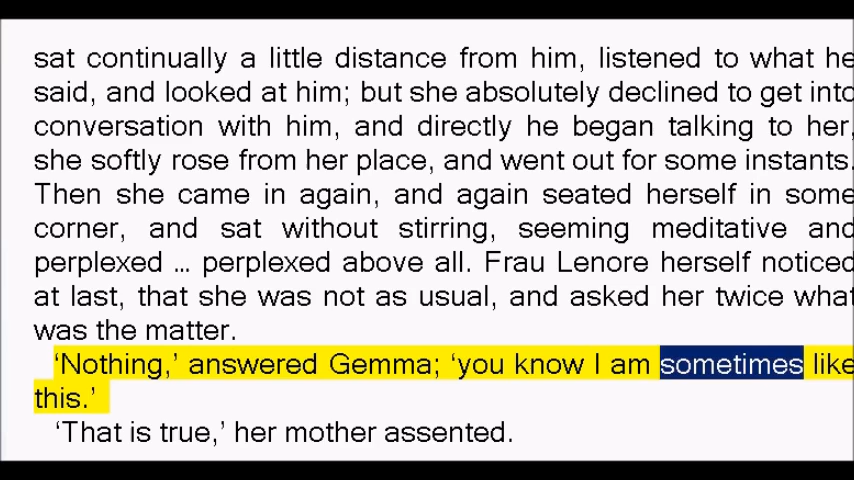 sat continually a little distance from him, listened to what he
said, and looked at him; but she absolutely declined to get into
conversation with him, and directly he began talking to her,
she softly rose from her place, and went out for some instants.
Then she came in again, and again seated herself in some
corner, and sat without stirring, seeming meditative and
perplexed ... perplexed above all. Frau Lenore herself noticed
at last, that she was not as usual, and asked her twice what
was the matter.
‘Nothing,’ answered Gemma; ‘you know I am sometimes like
this.’
‘That is true,’ her mother assented.